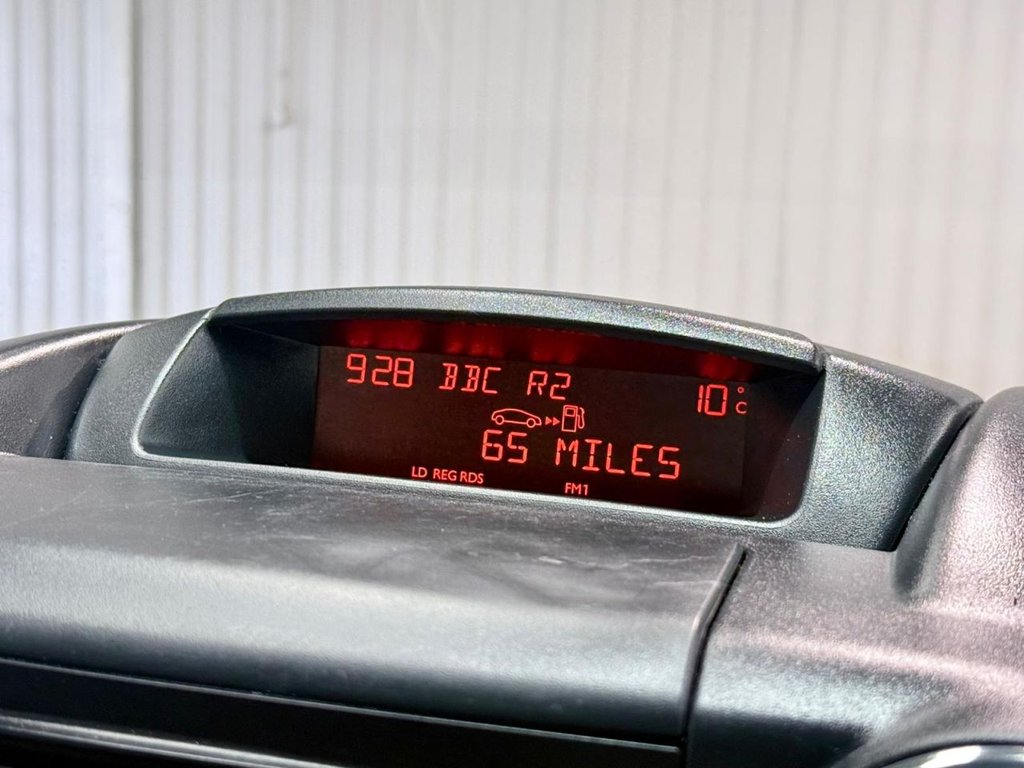 928 BBC R2 10°C
65 MILES
LD REG RDS FM1